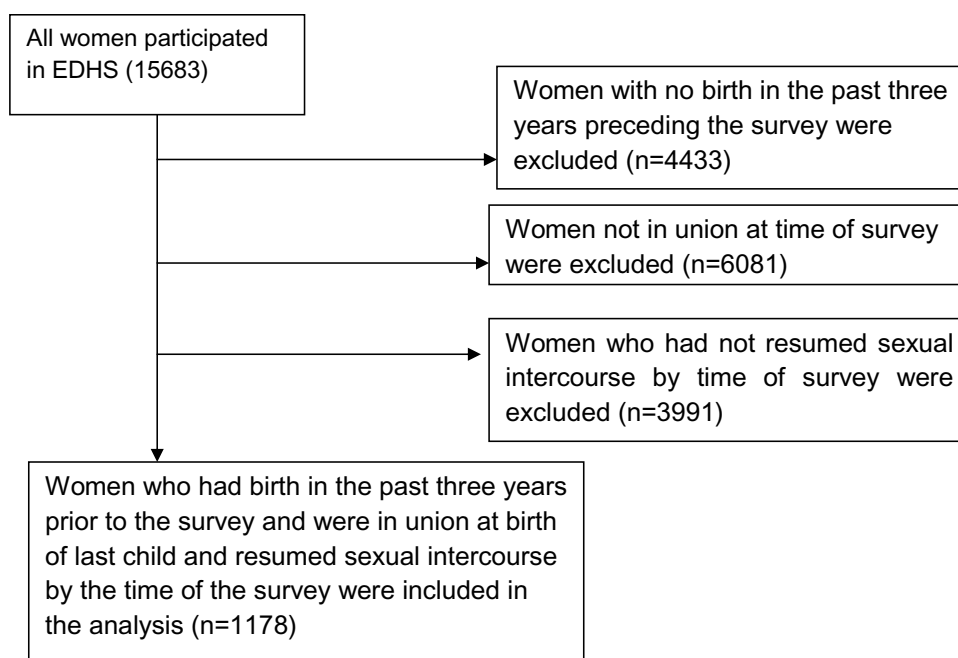 All women participated
in EDHS (15683)
Women with no birth in the past three
years preceding the survey were
excluded (n=4433)
Women not in union at time of survey
were excluded (n=6081)
Women who had not resumed sexual
intercourse by time of survey were
excluded (n=3991)
Women who had birth in the past three years
prior to the survey and were in union at birth
of last child and resumed sexual intercourse
by the time of the survey were included in
the analysis (n=1178)